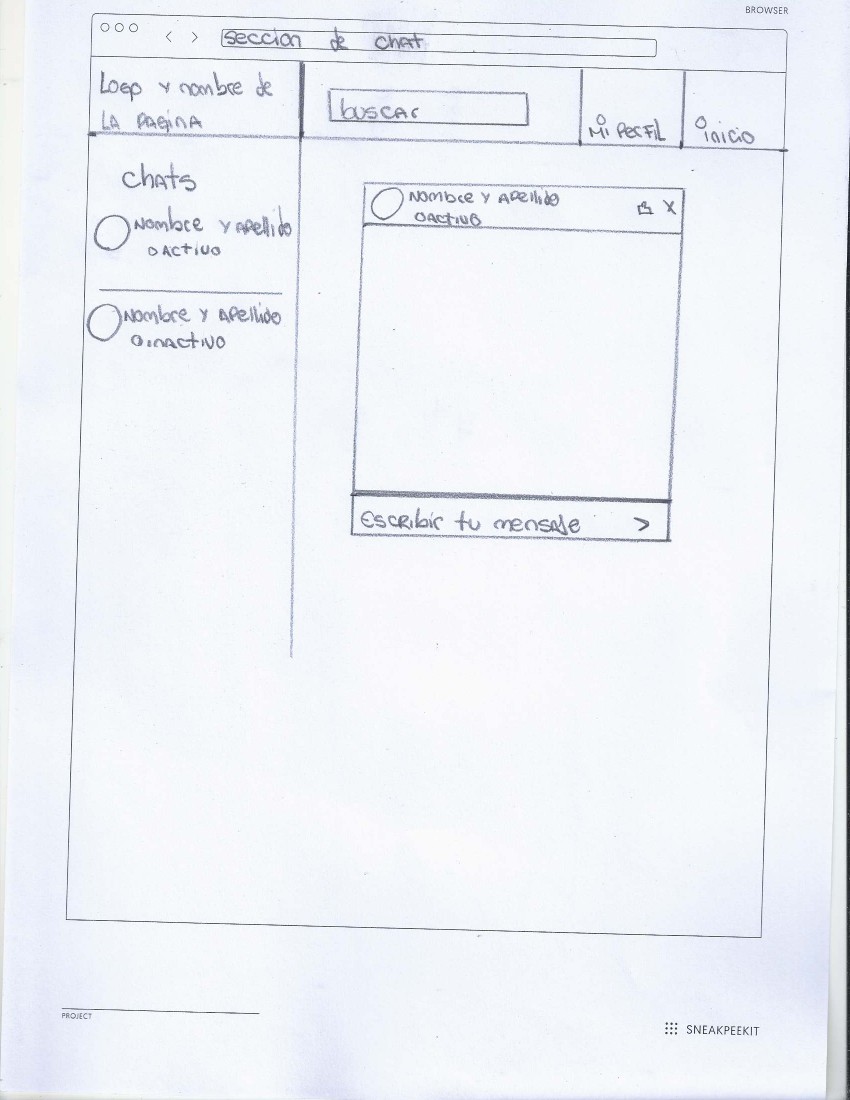 BROWSER
seccion de chat
Logo y nombre de
LA PAGINA
buscar
Mi Perfil
inicio
chats
Nombre y Apellido
Activo
Nombre y Apellido
inactivo
Nombre y Apellido
Activo
X
Escribir tu mensaje >
PROJECT
SNEAKPEEKIT